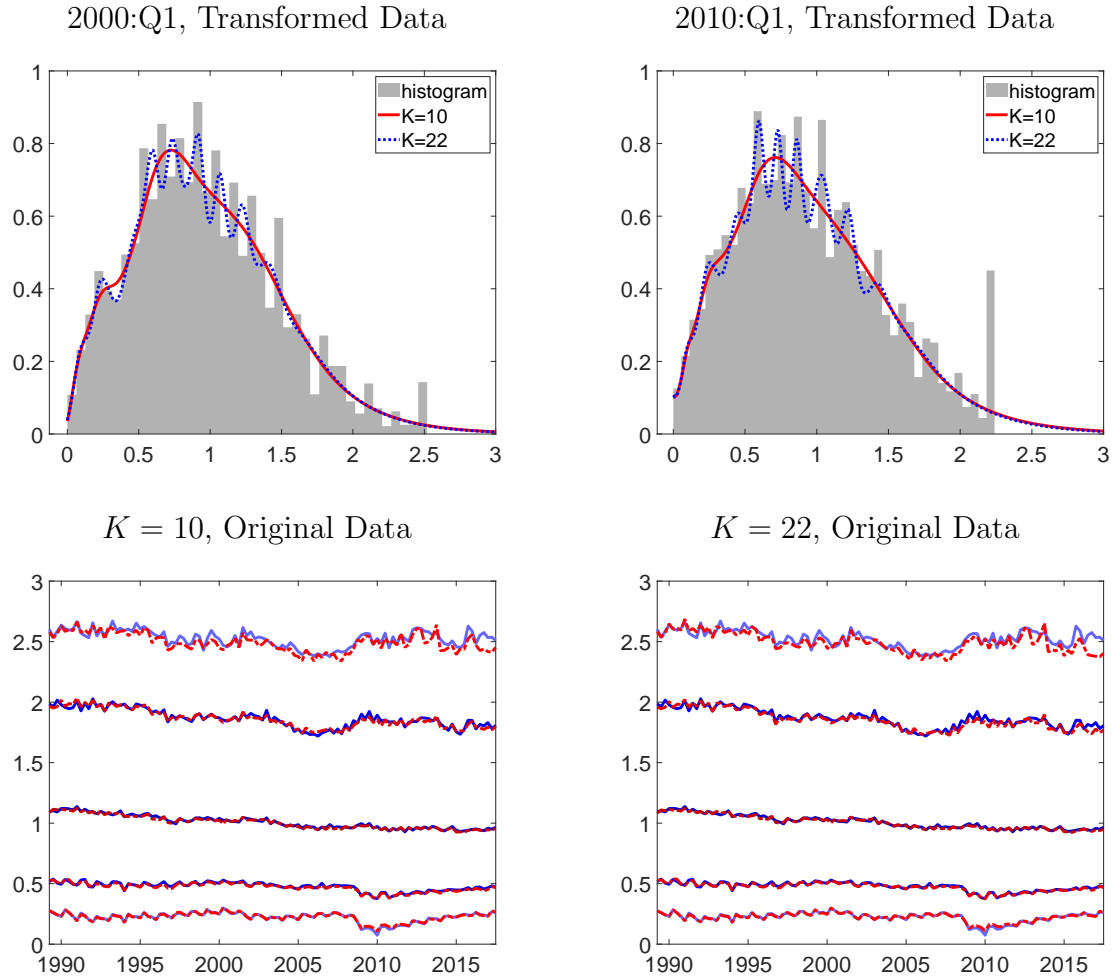 2000:Q1, Transformed Data
2010:Q1, Transformed Data
1
0.8
0.6
0.4
0.2
0
0 0.5 1 1.5 2 2.5 3
histogram
K=10
K=22
1
0.8
0.6
0.4
0.2
0
0 0.5 1 1.5 2 2.5 3
histogram
K=10
K=22
K = 10, Original Data
K = 22, Original Data
3
2.5
2
1.5
1
0.5
0
1990 1995 2000 2005 2010 2015
3
2.5
2
1.5
1
0.5
0
1990 1995 2000 2005 2010 2015